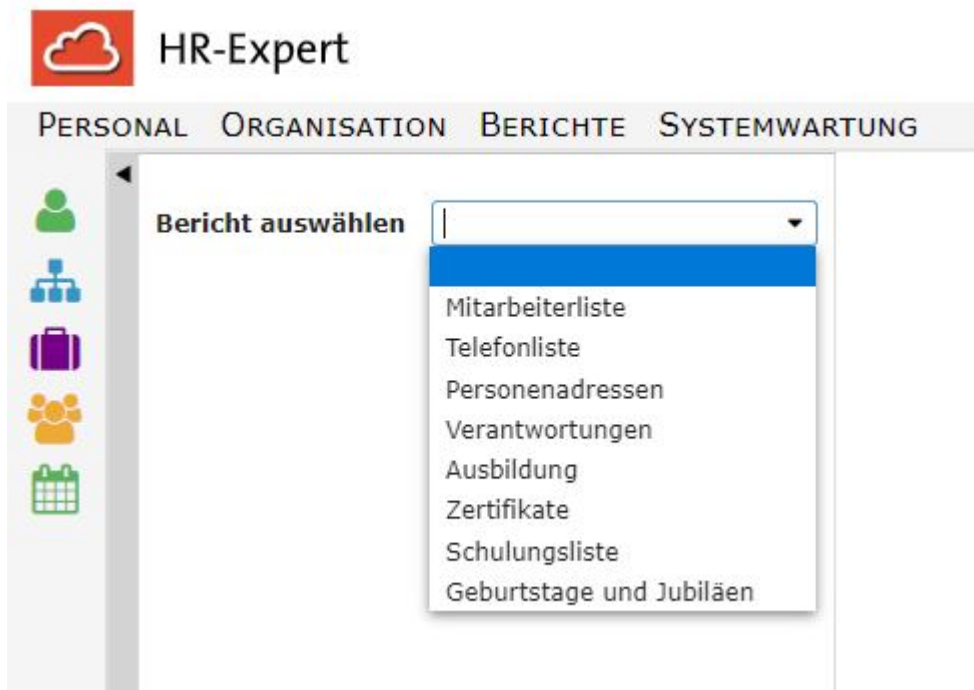 HR-Expert
PERSONAL ORGANISATION BERICHTE SYSTEMWARTUNG
Bericht auswählen
Mitarbeiterliste
Telefonliste
Personenadressen
Verantwortungen
Ausbildung
Zertifikate
Schulungsliste
Geburtstage und Jubiläen